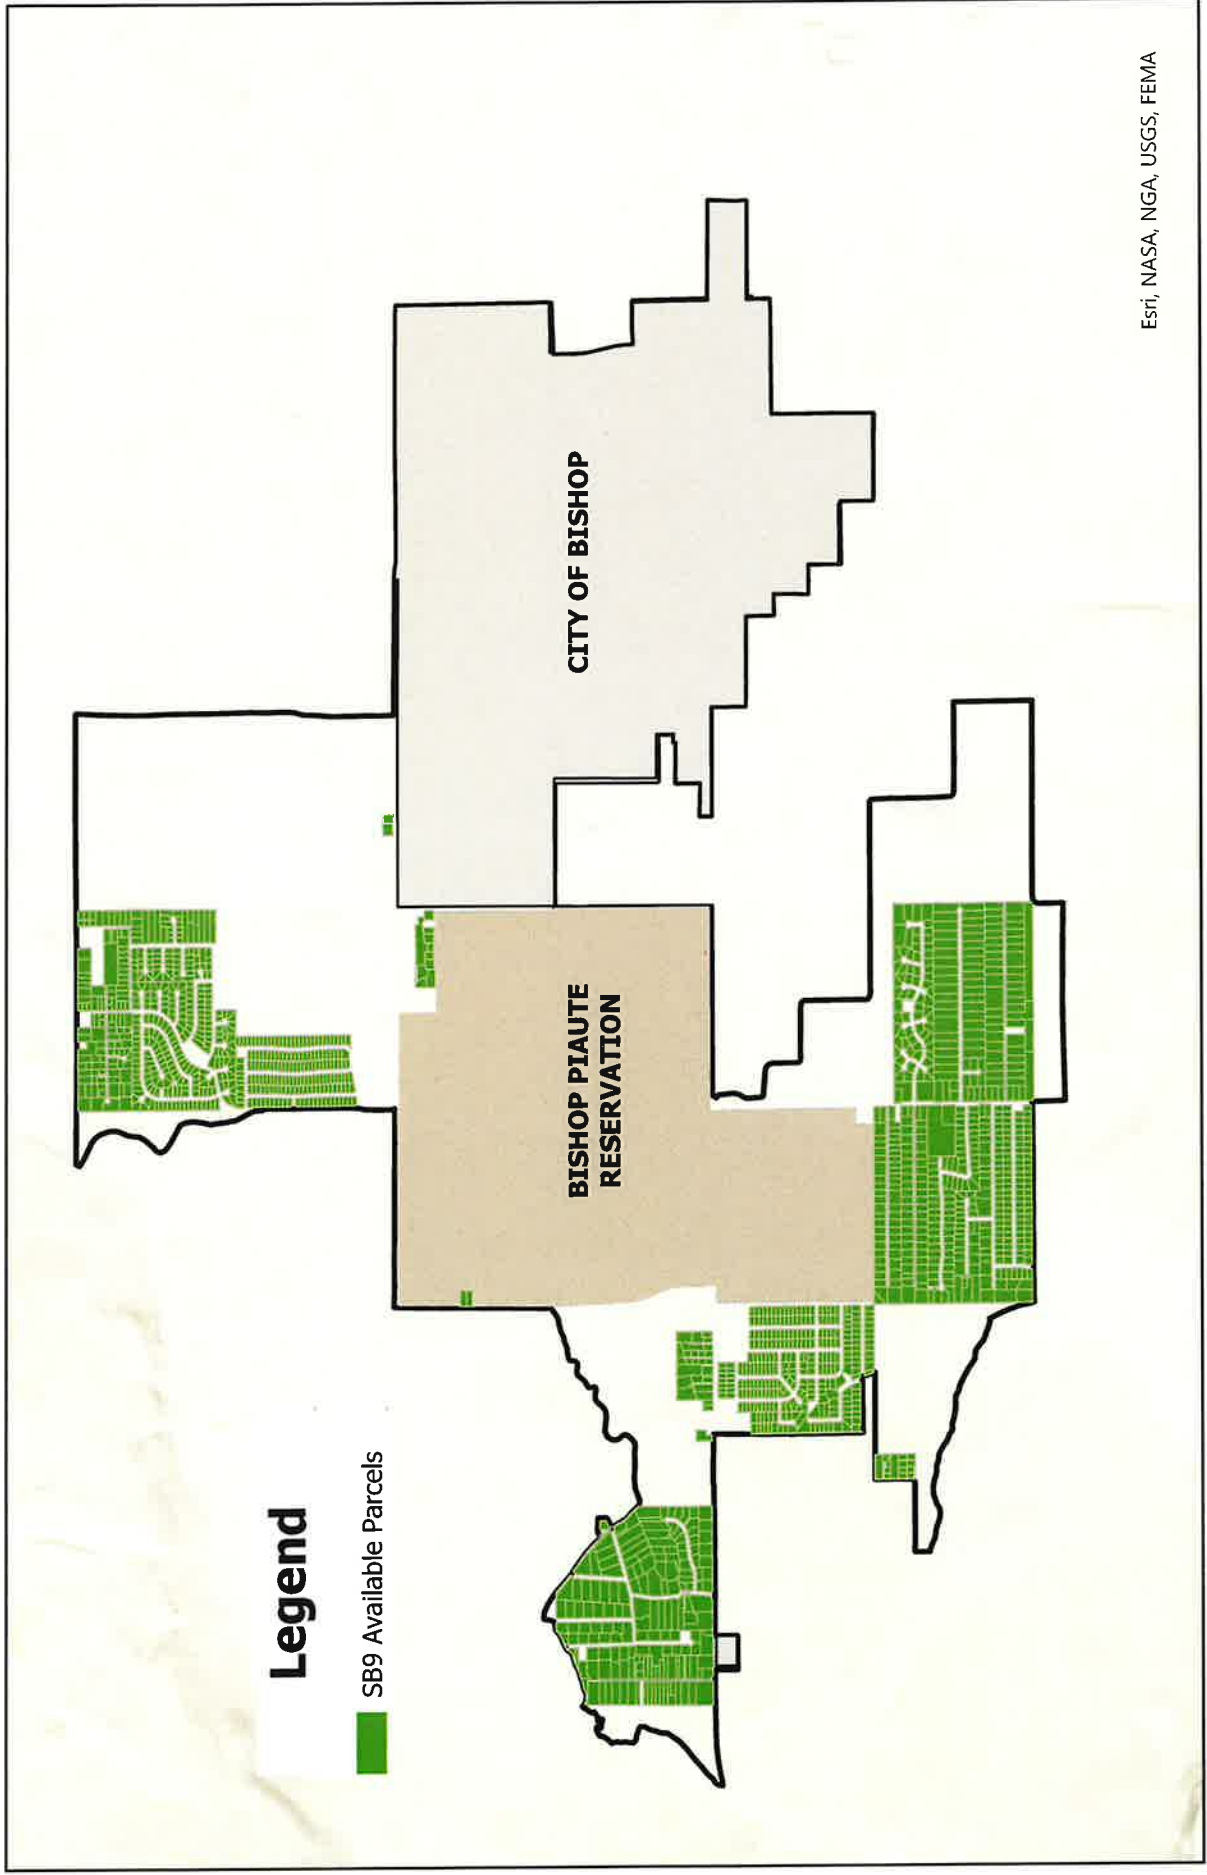 Legend
SB9 Available Parcels
BISHOP PIAUTE
RESERVATION
CITY OF BISHOP
Esri, NASA, NGA, USGS, FEMA